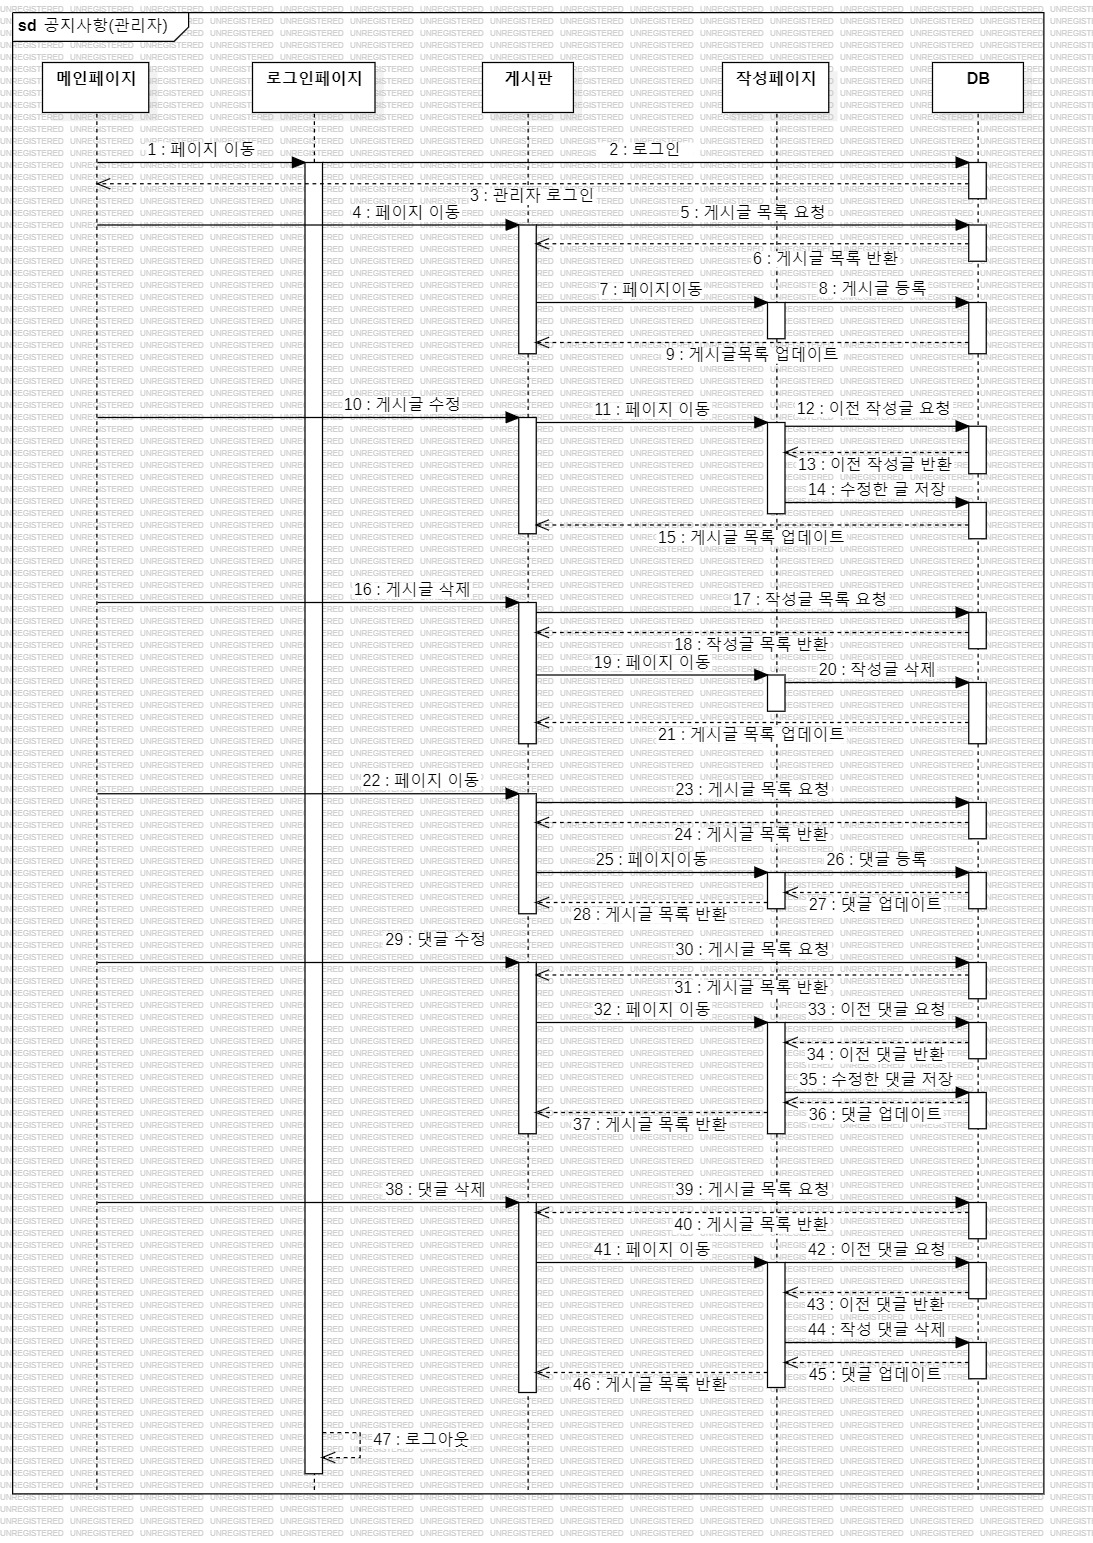 sd 공지사항(관리자)
메인페이지
로그인페이지
게시판
작성페이지
DB
1 : 페이지 이동
2 : 로그인
3 : 관리자 로그인
4 : 페이지 이동
5 : 게시글 목록 요청
6 : 게시글 목록 반환
7 : 페이지이동
8 : 게시글 등록
9 : 게시글목록 업데이트
10 : 게시글 수정
11 : 페이지 이동
12 : 이전 작성글 요청
13 : 이전 작성글 반환
14 : 수정한 글 저장
15 : 게시글 목록 업데이트
16 : 게시글 삭제
17 : 작성글 목록 요청
18 : 작성글 목록 반환
19 : 페이지 이동
20 : 작성글 삭제
21 : 게시글 목록 업데이트
22 : 페이지 이동
23 : 게시글 목록 요청
24 : 게시글 목록 반환
25 : 페이지이동
26 : 댓글 등록
27 : 댓글 업데이트
28 : 게시글 목록 반환
29 : 댓글 수정
30 : 게시글 목록 요청
31 : 게시글 목록 반환
32 : 페이지 이동
33 : 이전 댓글 요청
34 : 이전 댓글 반환
35 : 수정한 댓글 저장
36 : 댓글 업데이트
37 : 게시글 목록 반환
38 : 댓글 삭제
39 : 게시글 목록 요청
40 : 게시글 목록 반환
41 : 페이지 이동
42 : 이전 댓글 요청
43 : 이전 댓글 반환
44 : 작성 댓글 삭제
45 : 댓글 업데이트
46 : 게시글 목록 반환
47 : 로그아웃
UNREGISTERED